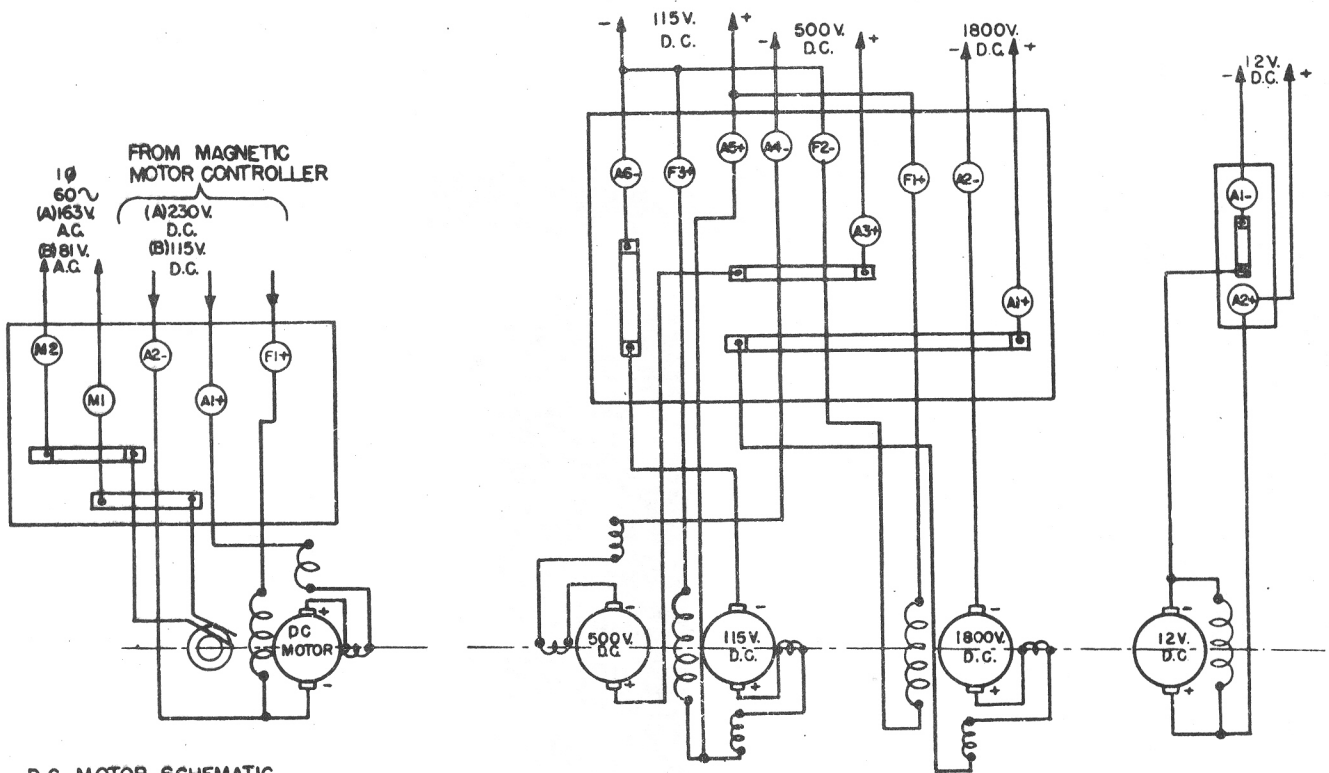 - 115V. +
D. C.
- 500V. +
D.C.
1800V.
- D.C. +
12V.
- D.C. +
FROM MAGNETIC
MOTOR CONTROLLER
1Ø
60~
(A)163V.
A.C.
(B)81V.
A.C.
(A)230V.
D.C.
(B)115V.
D.C.
A6-
F3+
A5+
A4-
F2-
F1+
A2-
A3+
A1+
A1-
A2+
M2
A2-
F1+
M1
A1+
+
DC
MOTOR
-
-
500V.
D.C.
+
-
115V.
D.C.
+
-
1800V.
D.C.
+
-
12V.
D.C
+
D.C. MOTOR SCHEMATIC